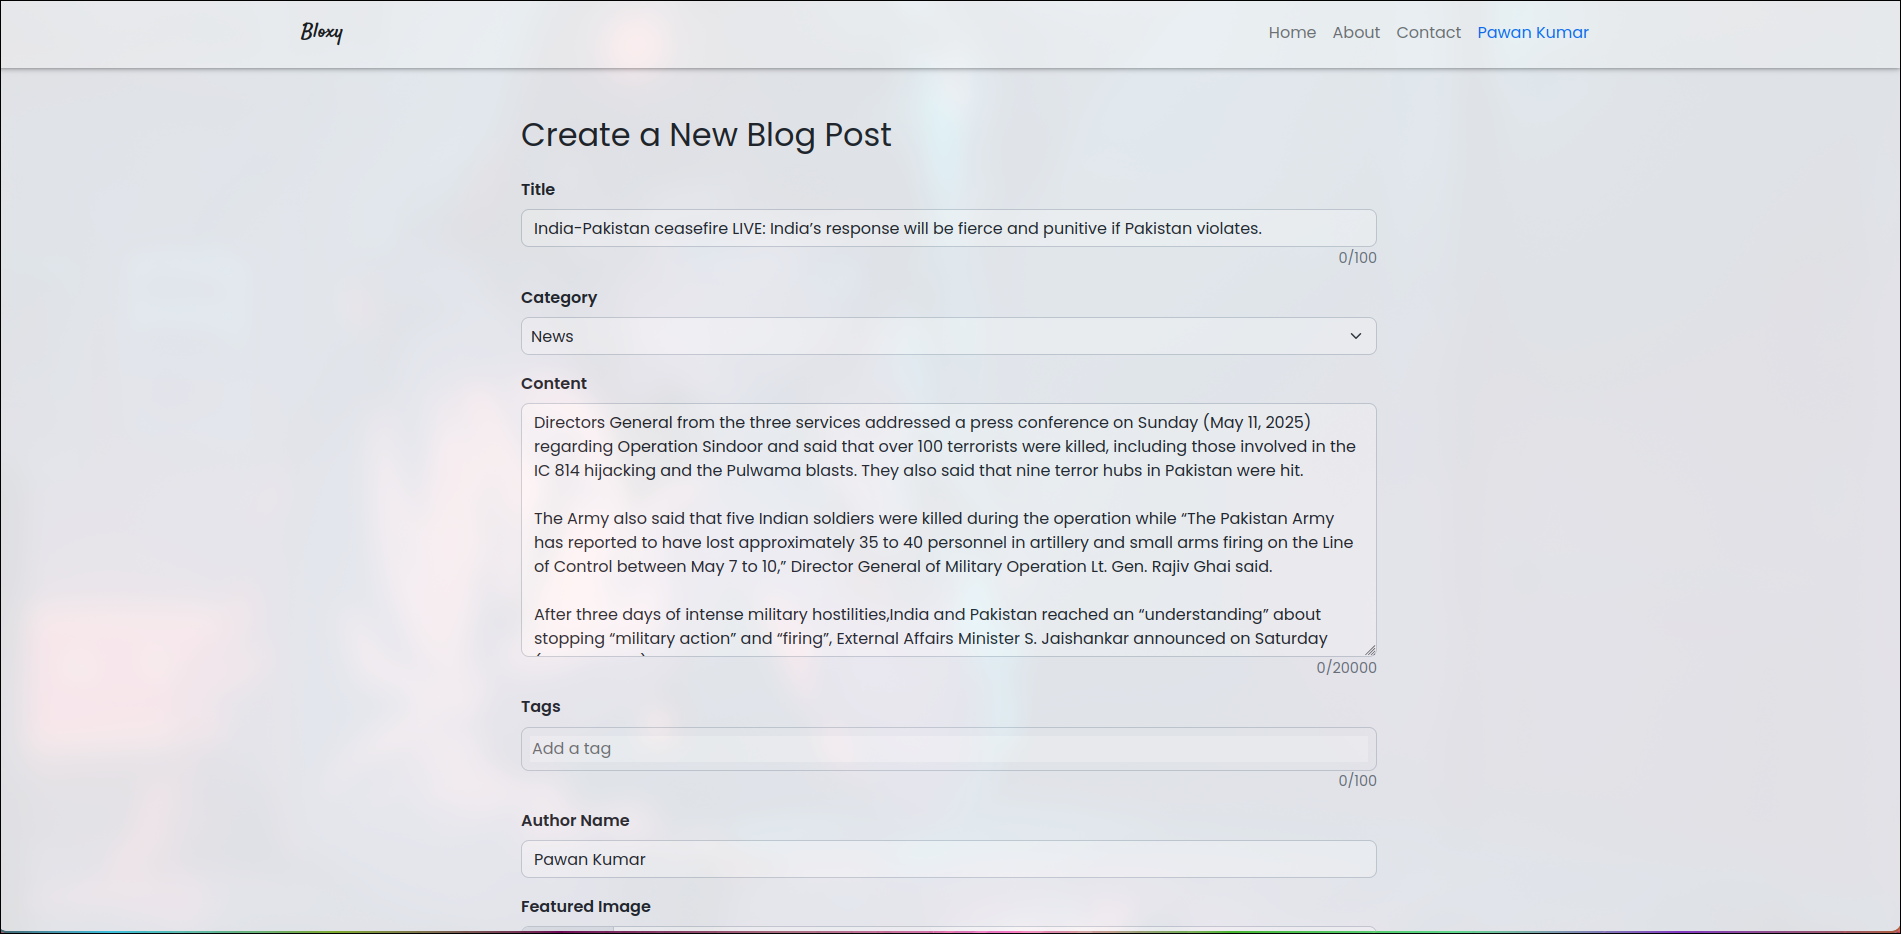 Bloxy
Home About Contact Pawan Kumar
Create a New Blog Post
Title
India-Pakistan ceasefire LIVE: India’s response will be fierce and punitive if Pakistan violates.
0/100
Category
News
Content
Directors General from the three services addressed a press conference on Sunday (May 11, 2025)
regarding Operation Sindoor and said that over 100 terrorists were killed, including those involved in the
IC 814 hijacking and the Pulwama blasts. They also said that nine terror hubs in Pakistan were hit.
The Army also said that five Indian soldiers were killed during the operation while “The Pakistan Army
has reported to have lost approximately 35 to 40 personnel in artillery and small arms firing on the Line
of Control between May 7 to 10,” Director General of Military Operation Lt. Gen. Rajiv Ghai said.
After three days of intense military hostilities,India and Pakistan reached an “understanding” about
stopping “military action” and “firing”, External Affairs Minister S. Jaishankar announced on Saturday
0/20000
Tags
Add a tag
0/100
Author Name
Pawan Kumar
Featured Image